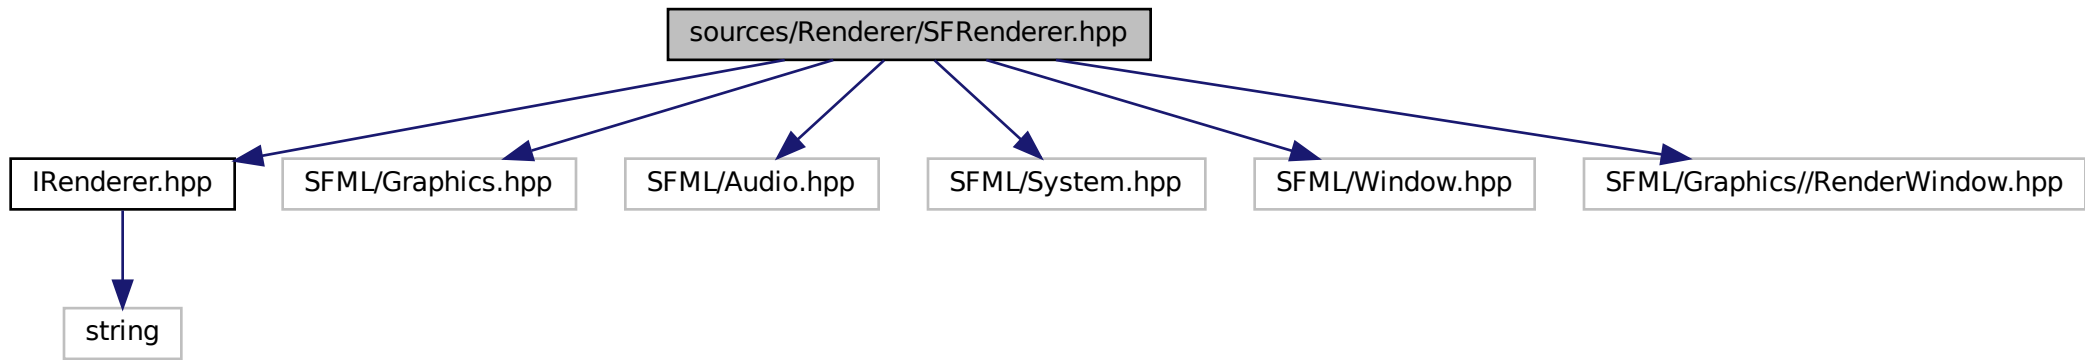 sources/Renderer/SFRenderer.hpp
IRenderer.hpp
SFML/Graphics.hpp
SFML/Audio.hpp
SFML/System.hpp
SFML/Window.hpp
SFML/Graphics//RenderWindow.hpp
string